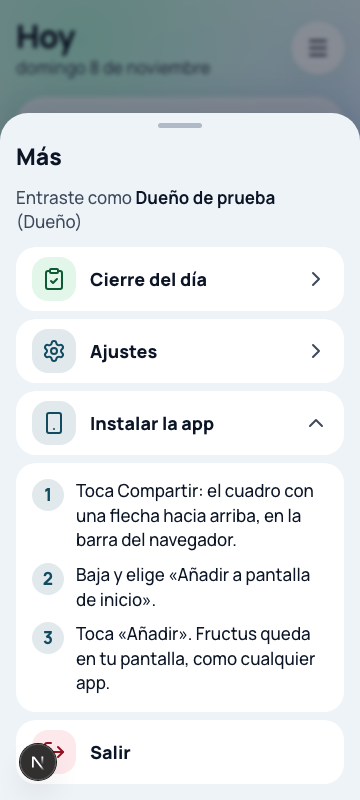 Hoy
domingo 8 de noviembre
Más
Entraste como Dueño de prueba
(Dueño)
Cierre del día
Ajustes
Instalar la app
1 Toca Compartir: el cuadro con
una flecha hacia arriba, en la
barra del navegador.
2 Baja y elige «Añadir a pantalla
de inicio».
3 Toca «Añadir». Fructus queda
en tu pantalla, como cualquier
app.
Salir
N